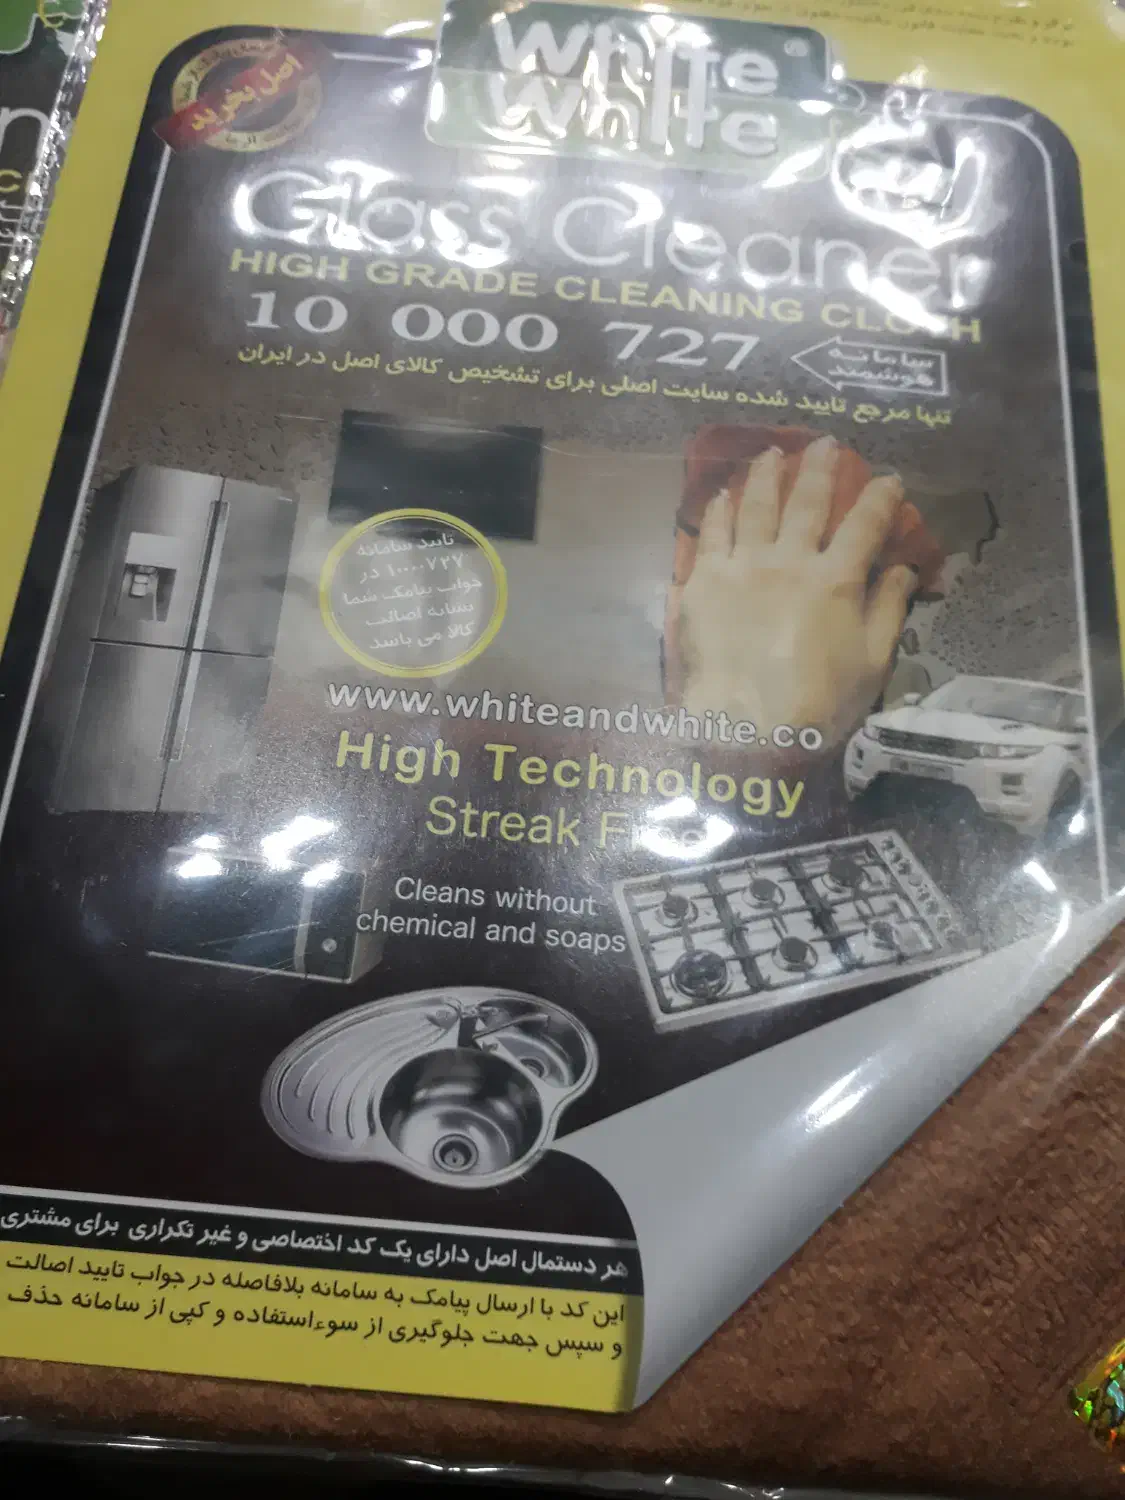 اصل بخرید
white
white
Glass Cleaner
HIGH GRADE CLEANING CLOTH
10 000 727
سامانه
هوشمند
تنها مرجع تایید شده سایت اصلی برای تشخیص کالای اصل در ایران
تایید سامانه
۱۰۰۰۰۷۲۷ در
جواب پیامک شما
نشانه اصالت
کالا می باشد
www.whiteandwhite.co
High Technology
Streak Free
Cleans without
chemical and soaps
هر دستمال اصل دارای یک کد اختصاصی و غیر تکراری برای مشتری
این کد با ارسال پیامک به سامانه بلافاصله در جواب تایید اصالت
و سپس جهت جلوگیری از سوءاستفاده و کپی از سامانه حذف